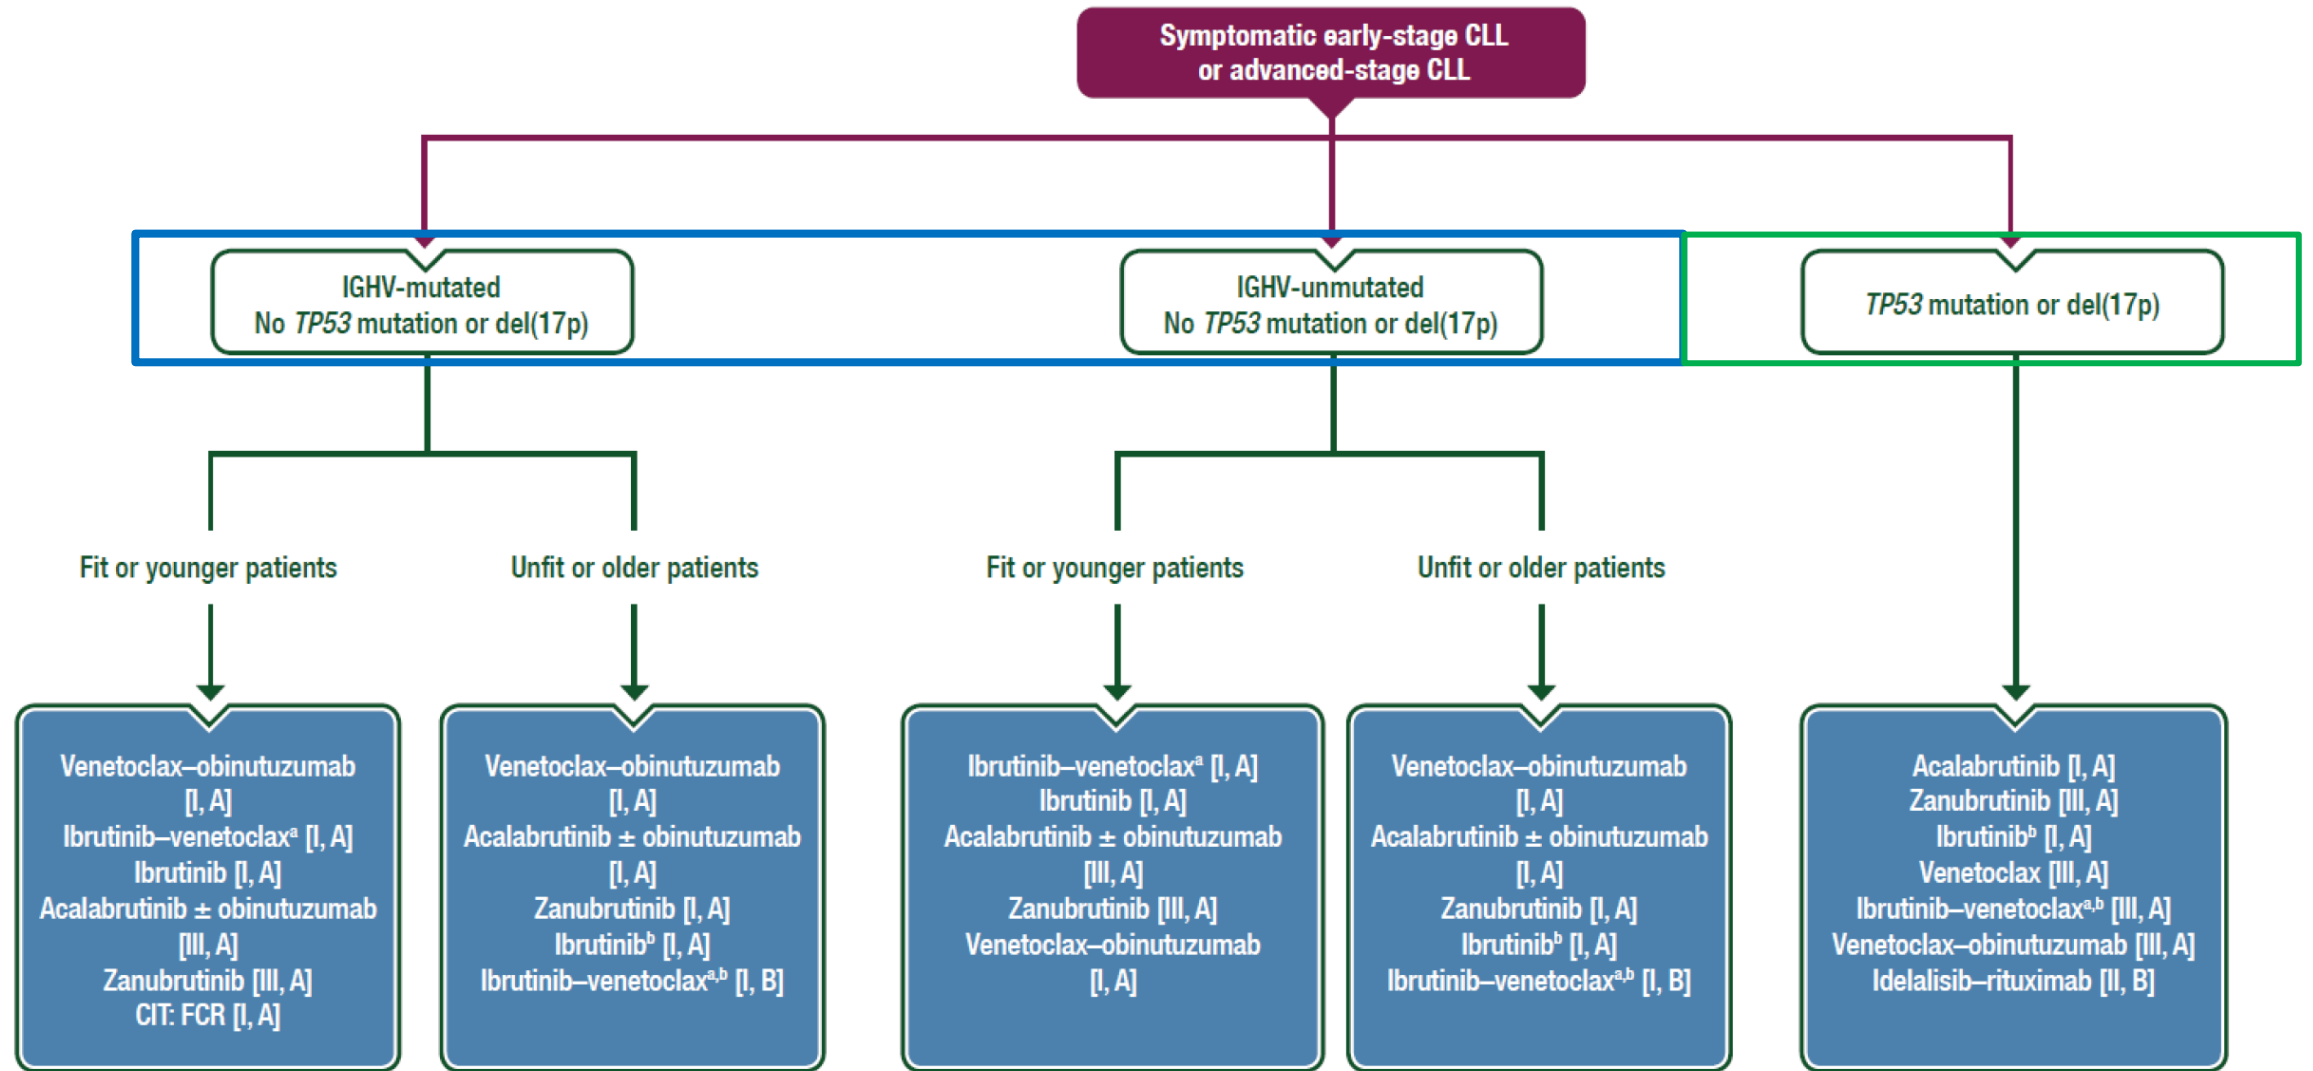 Symptomatic early-stage CLL
or advanced-stage CLL
IGHV-mutated
No TP53 mutation or del(17p)
IGHV-unmutated
No TP53 mutation or del(17p)
TP53 mutation or del(17p)
Fit or younger patients
Unfit or older patients
Fit or younger patients
Unfit or older patients
Venetoclax–obinutuzumab
[I, A]
Ibrutinib–venetoclaxᵃ [I, A]
Ibrutinib [I, A]
Acalabrutinib ± obinutuzumab
[III, A]
Zanubrutinib [III, A]
CIT: FCR [I, A]
Venetoclax–obinutuzumab
[I, A]
Acalabrutinib ± obinutuzumab
[I, A]
Zanubrutinib [I, A]
Ibrutinibᵇ [I, A]
Ibrutinib–venetoclaxᵃ,ᵇ [I, B]
Ibrutinib–venetoclaxᵃ [I, A]
Ibrutinib [I, A]
Acalabrutinib ± obinutuzumab
[III, A]
Zanubrutinib [III, A]
Venetoclax–obinutuzumab
[I, A]
Venetoclax–obinutuzumab
[I, A]
Acalabrutinib ± obinutuzumab
[I, A]
Zanubrutinib [I, A]
Ibrutinibᵇ [I, A]
Ibrutinib–venetoclaxᵃ,ᵇ [I, B]
Acalabrutinib [I, A]
Zanubrutinib [III, A]
Ibrutinibᵇ [I, A]
Venetoclax [III, A]
Ibrutinib–venetoclaxᵃ,ᵇ [III, A]
Venetoclax–obinutuzumab [III, A]
Idelalisib–rituximab [II, B]